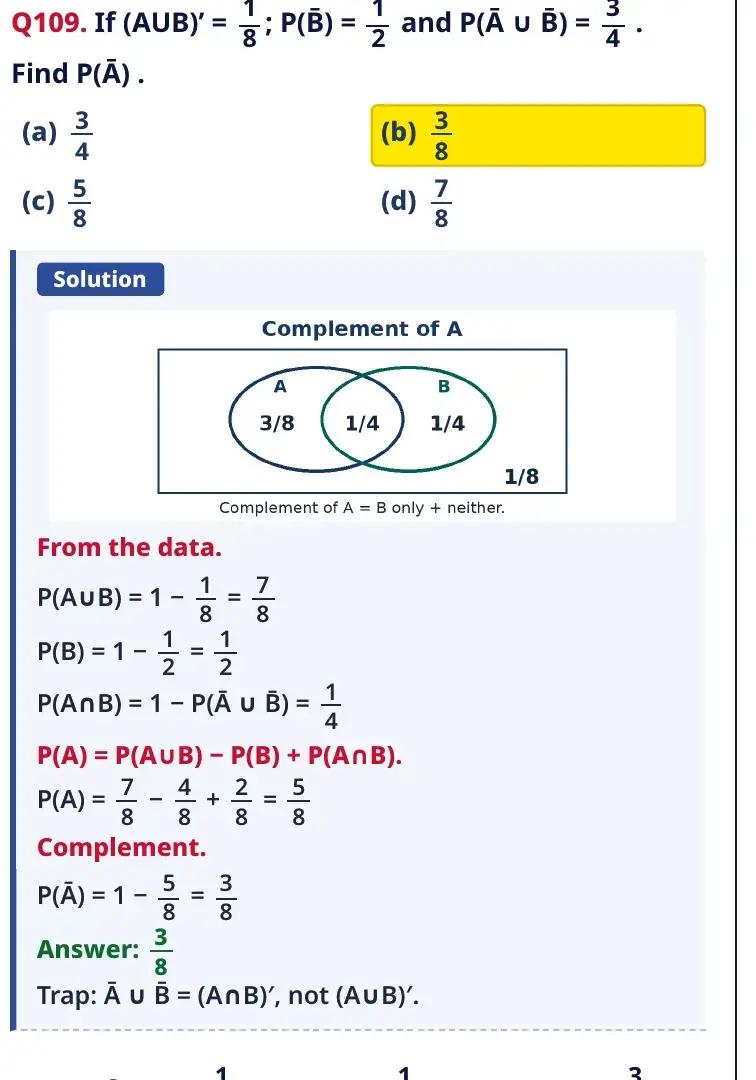 Q109. If (AUB)′ = 1/8 ; P(B̄) = 1/2 and P(Ā ∪ B̄) = 3/4 .
Find P(Ā) .
(a) 3/4 (b) 3/8
(c) 5/8 (d) 7/8
Solution
Complement of A
A B
3/8 1/4 1/4
1/8
Complement of A = B only + neither.
From the data.
P(A∪B) = 1 − 1/8 = 7/8
P(B) = 1 − 1/2 = 1/2
P(A∩B) = 1 − P(Ā ∪ B̄) = 1/4
P(A) = P(A∪B) − P(B) + P(A∩B).
P(A) = 7/8 − 4/8 + 2/8 = 5/8
Complement.
P(Ā) = 1 − 5/8 = 3/8
Answer: 3/8
Trap: Ā ∪ B̄ = (A∩B)′, not (A∪B)′.
1 1 3